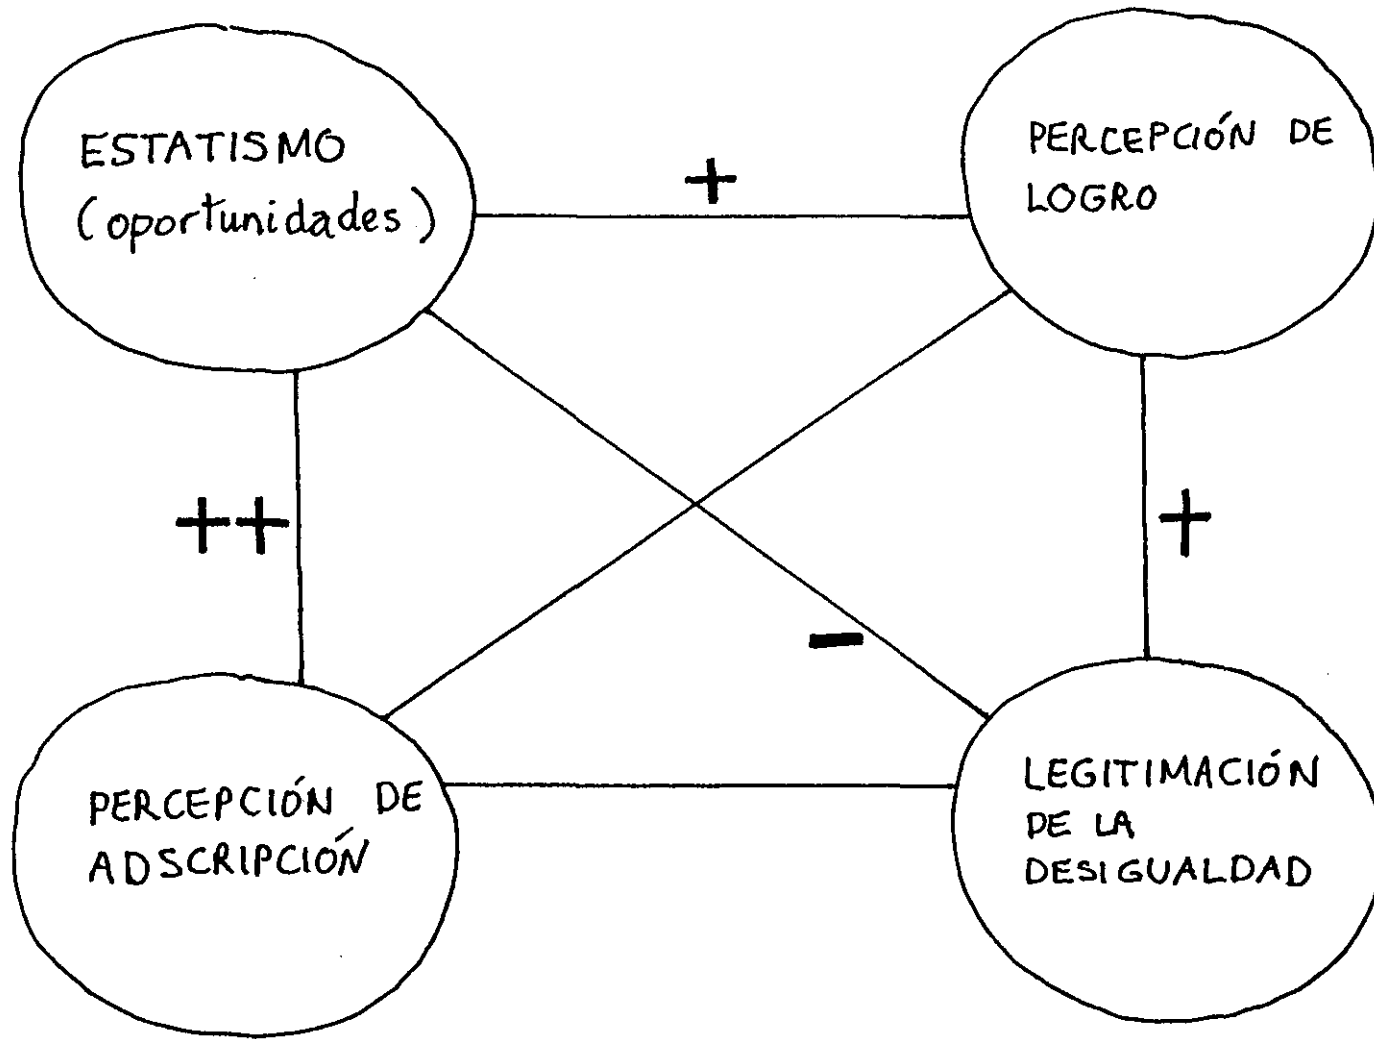 ESTATISMO
(oportunidades)
+
PERCEPCIÓN DE
LOGRO
++
+
-
PERCEPCIÓN DE
ADSCRIPCIÓN
LEGITIMACIÓN
DE LA
DESIGUALDAD